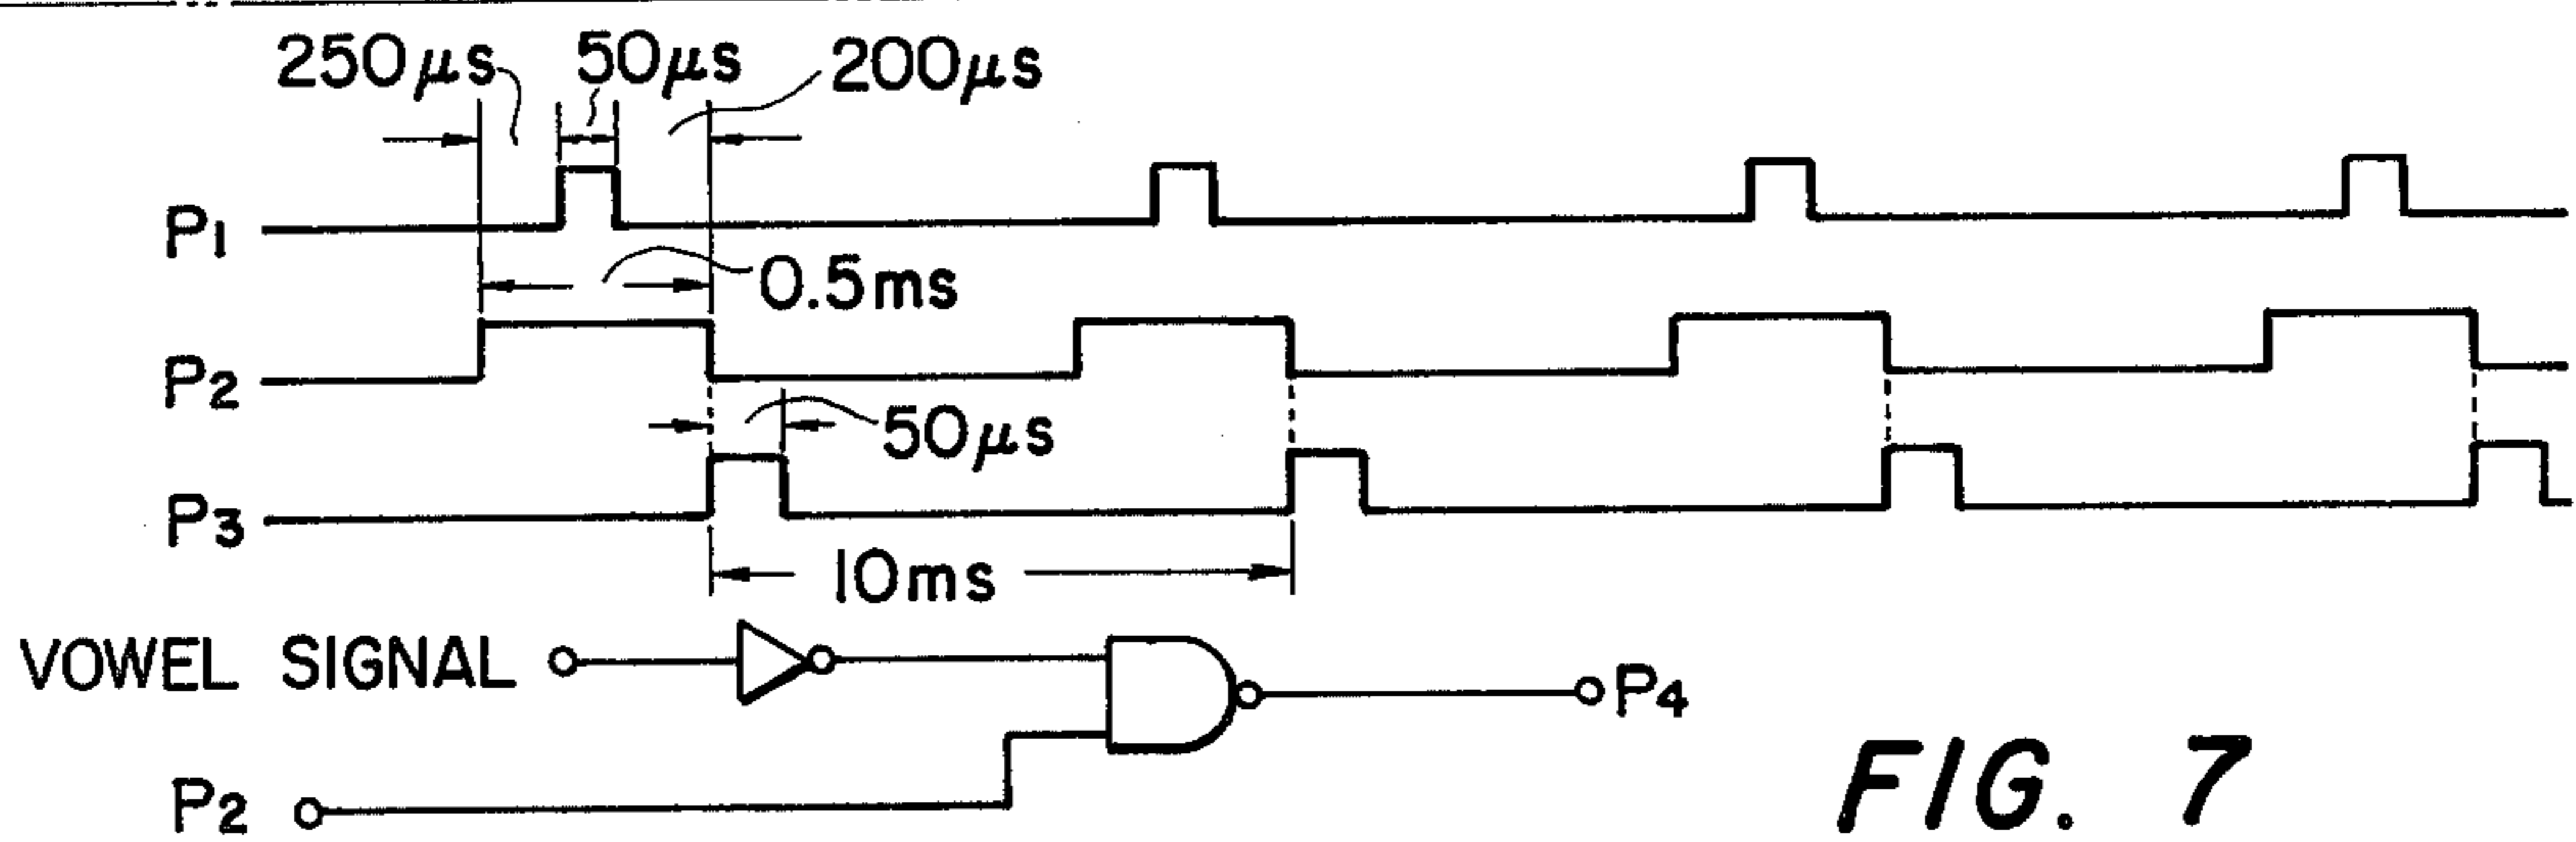 250μs 50μs 200μs
P1
0.5ms
P2
50μs
P3
10ms
VOWEL SIGNAL
P4
P2
FIG. 7